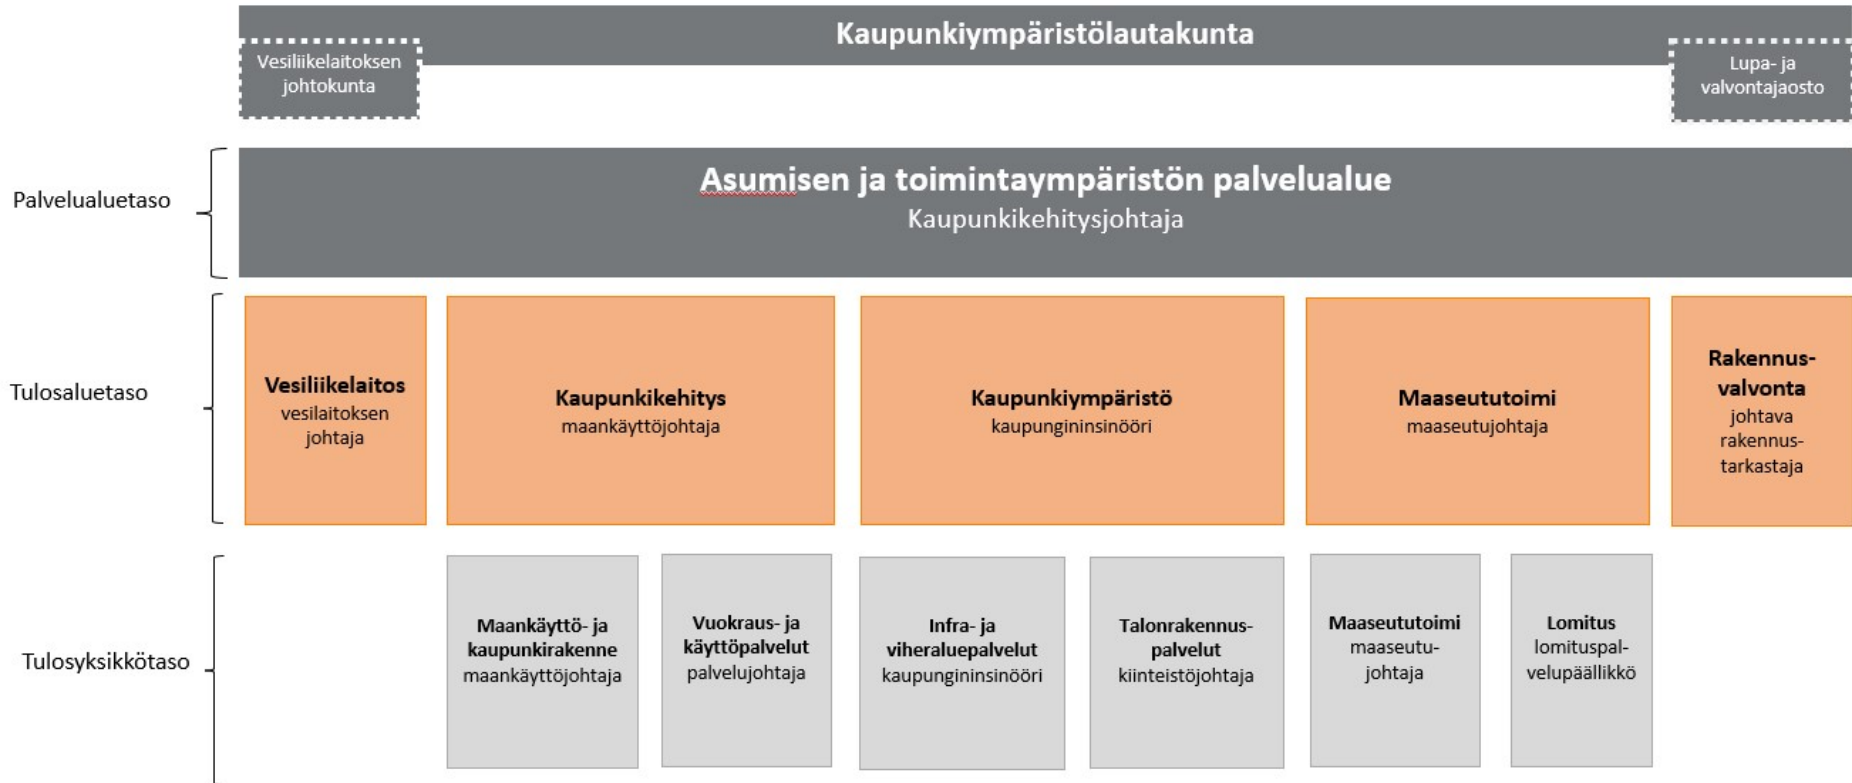 Kaupunkiympäristölautakunta
Vesiliikelaitoksen
johtokunta
Lupa- ja
valvontajaosto
Palvelualuetaso
Asumisen ja toimintaympäristön palvelualue
Kaupunkikehitysjohtaja
Tulosaluetaso
Vesiliikelaitos
vesilaitoksen
johtaja
Kaupunkikehitys
maankäyttöjohtaja
Kaupunkiympäristö
kaupungininsinööri
Maaseututoimi
maaseutujohtaja
Rakennus-
valvonta
johtava
rakennus-
tarkastaja
Tulosyksikkötaso
Maankäyttö- ja
kaupunkirakenne
maankäyttöjohtaja
Vuokraus- ja
käyttöpalvelut
palvelujohtaja
Infra- ja
viheraluepalvelut
kaupungininsinööri
Talonrakennus-
palvelut
kiinteistöjohtaja
Maaseututoimi
maaseutu-
johtaja
Lomitus
lomituspal-
velupäällikkö